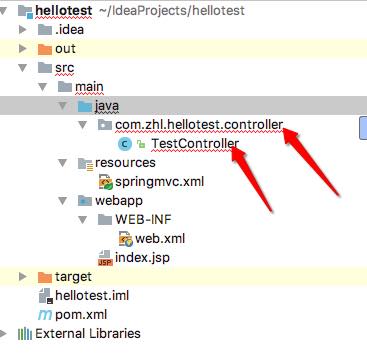 hellotest ~/IdeaProjects/hellotest
.idea
out
src
main
java
com.zhl.hellotest.controller
C TestController
resources
springmvc.xml
webapp
WEB-INF
web.xml
JSP index.jsp
target
hellotest.iml
m pom.xml
External Libraries